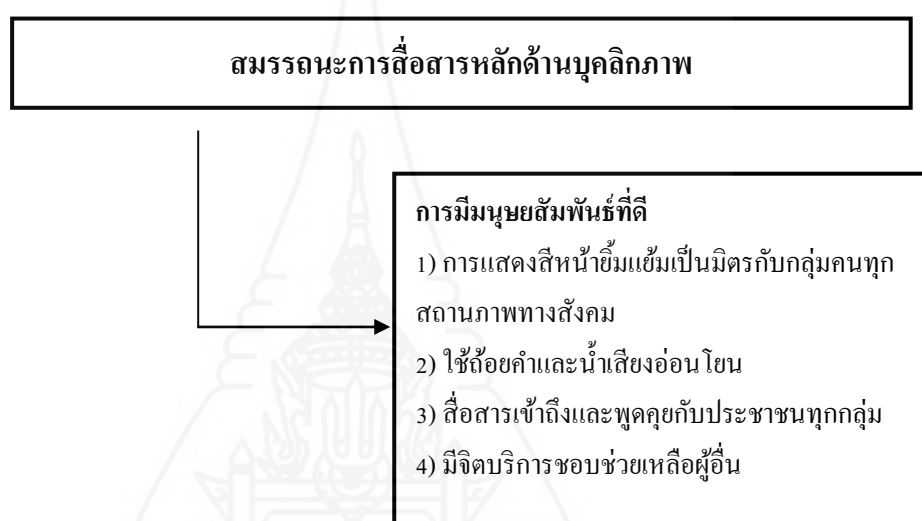 สมรรถนะการสื่อสารหลักด้านบุคลิกภาพ
การมีมนุษยสัมพันธ์ที่ดี
1) การแสดงสีหน้ายิ้มแย้มเป็นมิตรกับกลุ่มคนทุก
สถานภาพทางสังคม
2) ใช้ถ้อยคำและน้ำเสียงอ่อนโยน
3) สื่อสารเข้าถึงและพูดคุยกับประชาชนทุกกลุ่ม
4) มีจิตบริการชอบช่วยเหลือผู้อื่น